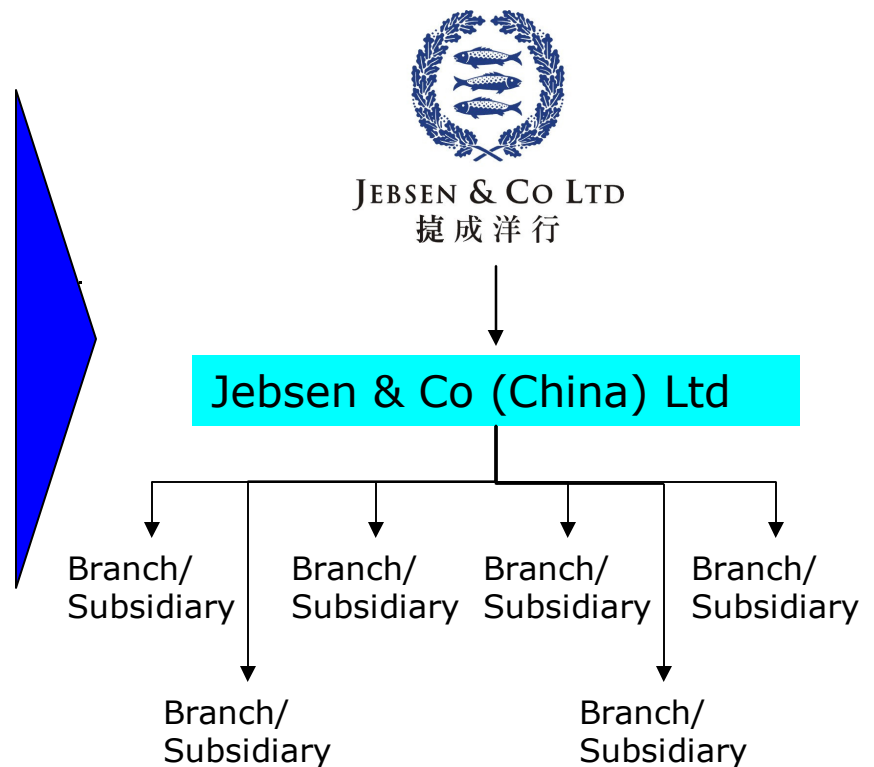 JEBSEN & CO LTD
捷成洋行
Jebsen & Co (China) Ltd
Branch/
Subsidiary
Branch/
Subsidiary
Branch/
Subsidiary
Branch/
Subsidiary
Branch/
Subsidiary
Branch/
Subsidiary